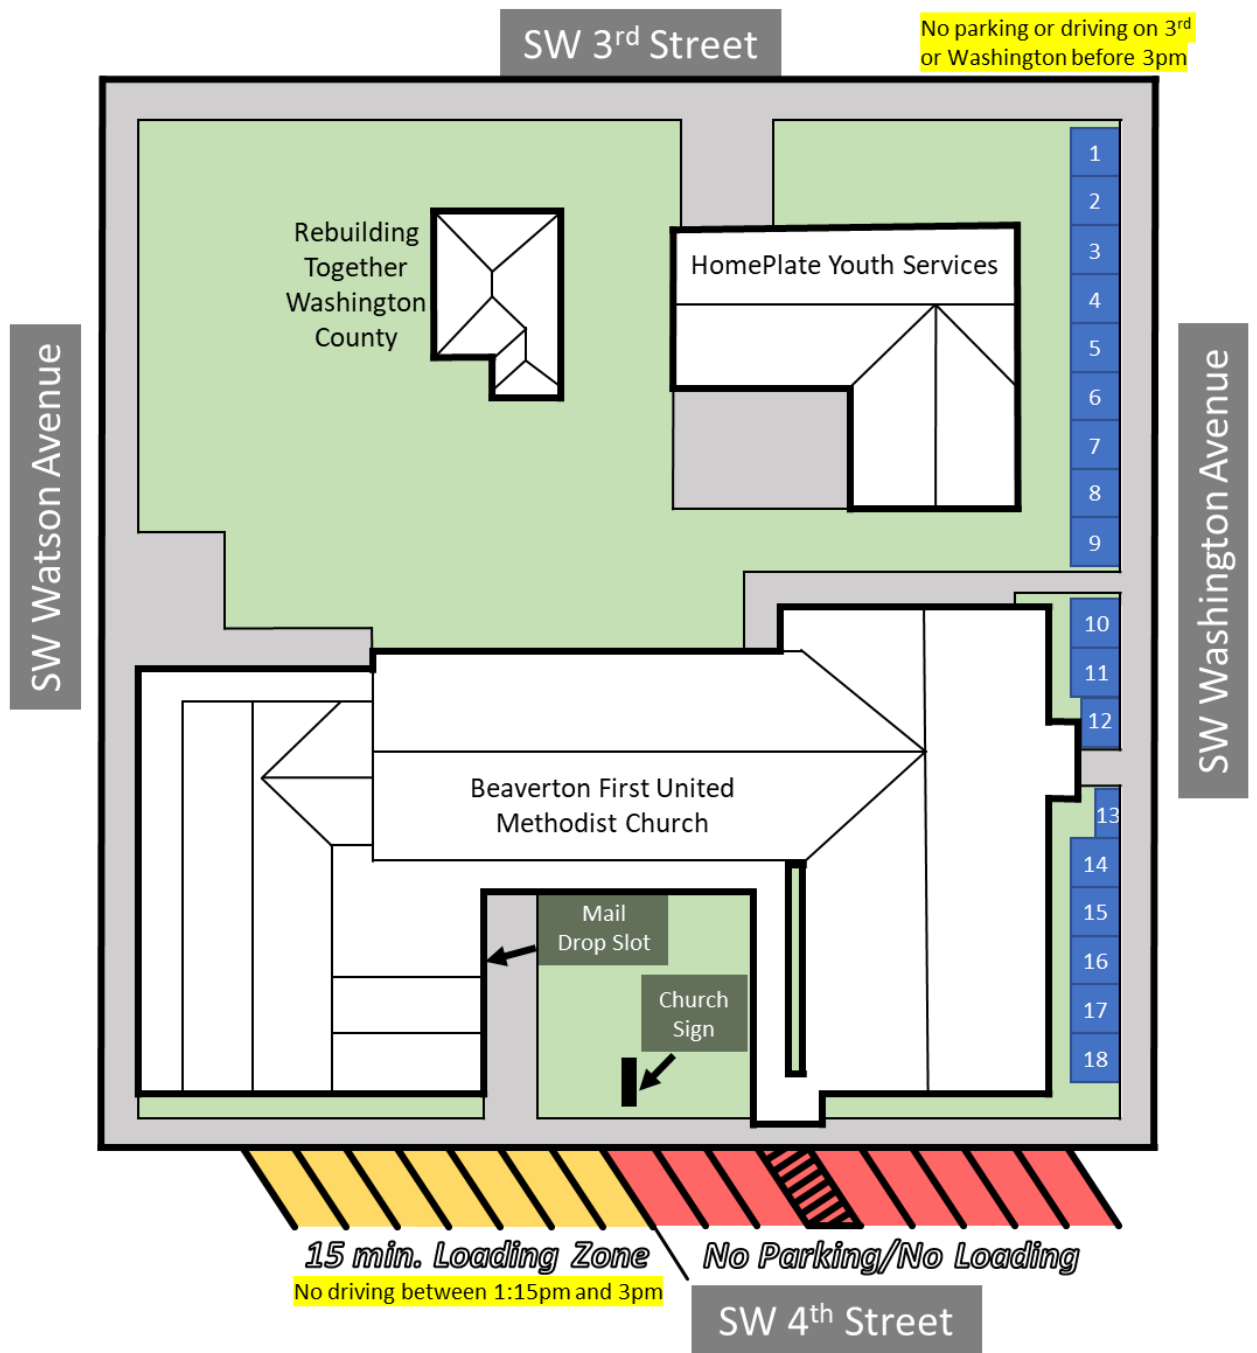 SW 3rd Street
No parking or driving on 3rd
or Washington before 3pm
Rebuilding
Together
Washington
County
HomePlate Youth Services
1
2
3
4
5
6
7
8
9
SW Watson Avenue
SW Washington Avenue
10
11
12
Beaverton First United
Methodist Church
13
14
15
16
17
18
Mail
Drop Slot
Church
Sign
15 min. Loading Zone
No Parking/No Loading
No driving between 1:15pm and 3pm
SW 4th Street